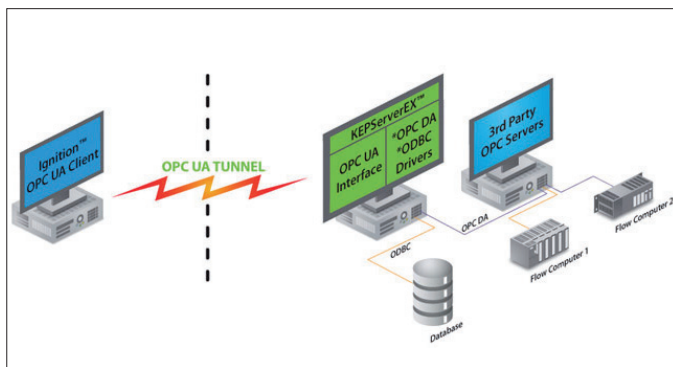 Ignition™
OPC UA Client
OPC UA TUNNEL
KEPServerEX™
OPC UA
Interface
*OPC DA
*ODBC
Drivers
3rd Party
OPC Servers
OPC DA
ODBC
Database
Flow Computer 1
Flow Computer 2